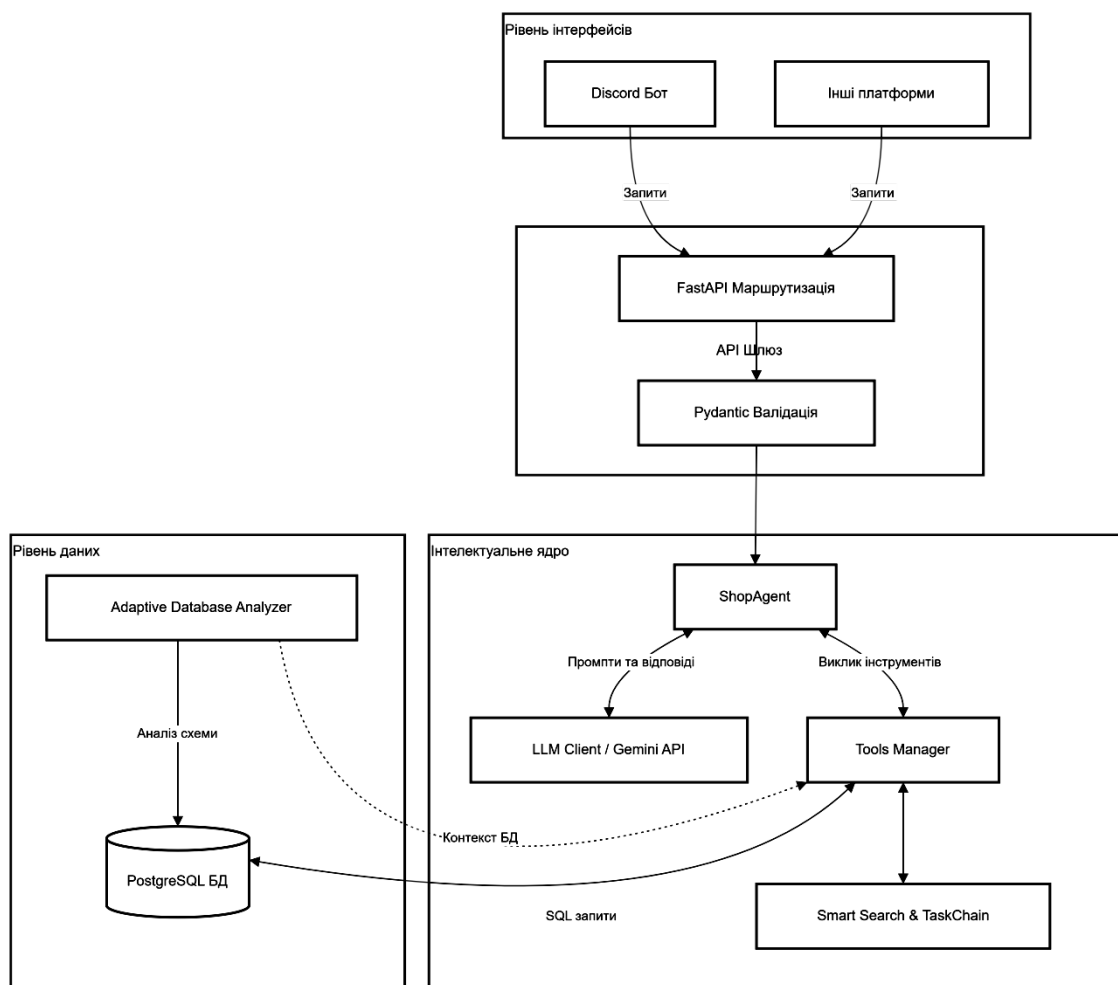 Рівень інтерфейсів
Discord Бот
Інші платформи
Запити
Запити
FastAPI Маршрутизація
API Шлюз
Pydantic Валідація
Рівень даних
Adaptive Database Analyzer
Аналіз схеми
PostgreSQL БД
Інтелектуальне ядро
ShopAgent
Промпти та відповіді
Виклик інструментів
LLM Client / Gemini API
Tools Manager
Контекст БД
SQL запити
Smart Search & TaskChain